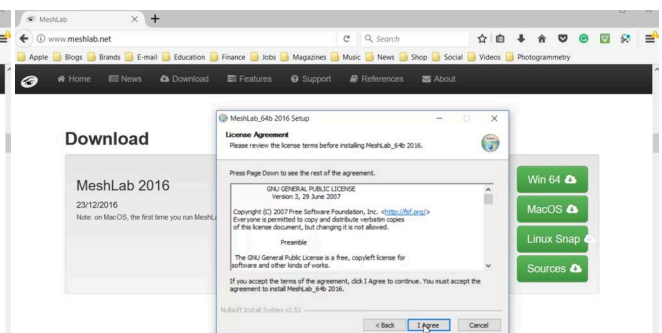 MeshLab
www.meshlab.net
Search
Apple Blogs Brands E-mail Education Finance Jobs Magazines Music News Shop Social Videos Photogrammetry
Home News Download Features Support References About
Download
MeshLab 2016
23/12/2016
Note: on MacOS, the first time you run MeshL
Win 64
MacOS
Linux Snap
Sources
MeshLab_64b 2016 Setup
License Agreement
Please review the license terms before installing MeshLab_64b 2016.
Press Page Down to see the rest of the agreement.
GNU GENERAL PUBLIC LICENSE
Version 3, 29 June 2007
Copyright (C) 2007 Free Software Foundation, Inc. <http://fsf.org/>
Everyone is permitted to copy and distribute verbatim copies
of this license document, but changing it is not allowed.
Preamble
The GNU General Public License is a free, copyleft license for
software and other kinds of works.
If you accept the terms of the agreement, click I Agree to continue. You must accept the
agreement to install MeshLab_64b 2016.
Nullsoft Install System v2.51
< Back I Agree Cancel